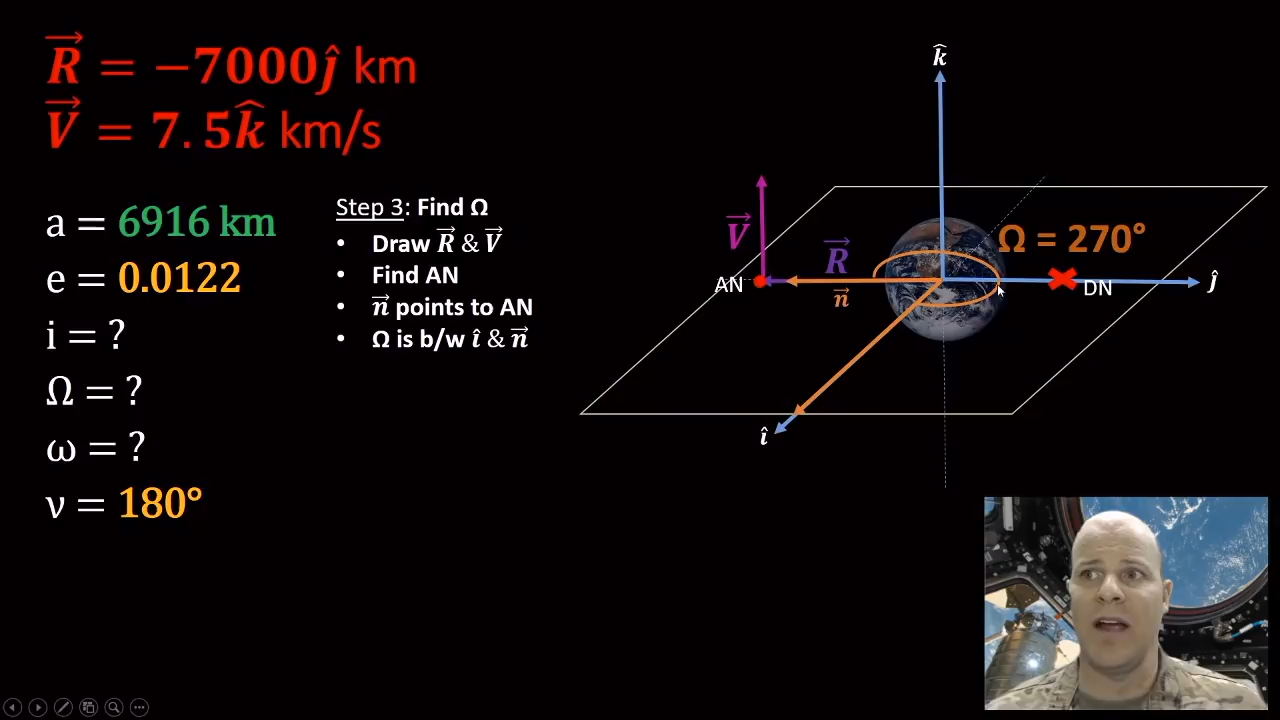 R⃗ = −7000ĵ km
V⃗ = 7.5k̂ km/s
a = 6916 km
e = 0.0122
i = ?
Ω = ?
ω = ?
ν = 180°
Step 3: Find Ω
• Draw R⃗ & V⃗
• Find AN
• n⃗ points to AN
• Ω is b/w î & n⃗
k̂
V⃗
R⃗
Ω = 270°
AN
n⃗
DN
ĵ
î